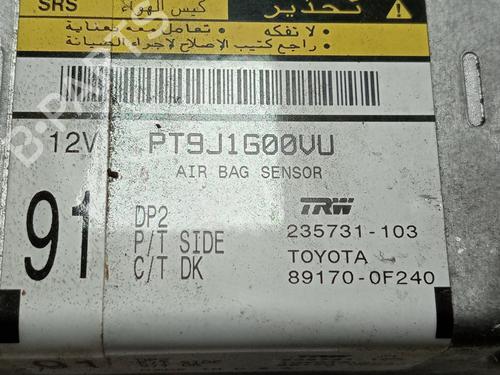 SRS
كيس الهواء
تحذير
• لا تفكه • تعامل معه بعناية
• راجع كتيب الإصلاح لإجراء الصيانة
12V PT9J1G00VU
AIR BAG SENSOR
91
DP2
P/T SIDE
C/T DK
TRW
235731-103
TOYOTA
89170-0F240
B-PARTS